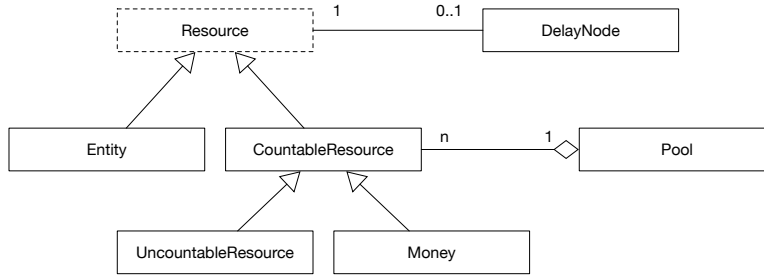 Resource
1
0..1
DelayNode
Entity
CountableResource
n
1
Pool
UncountableResource
Money